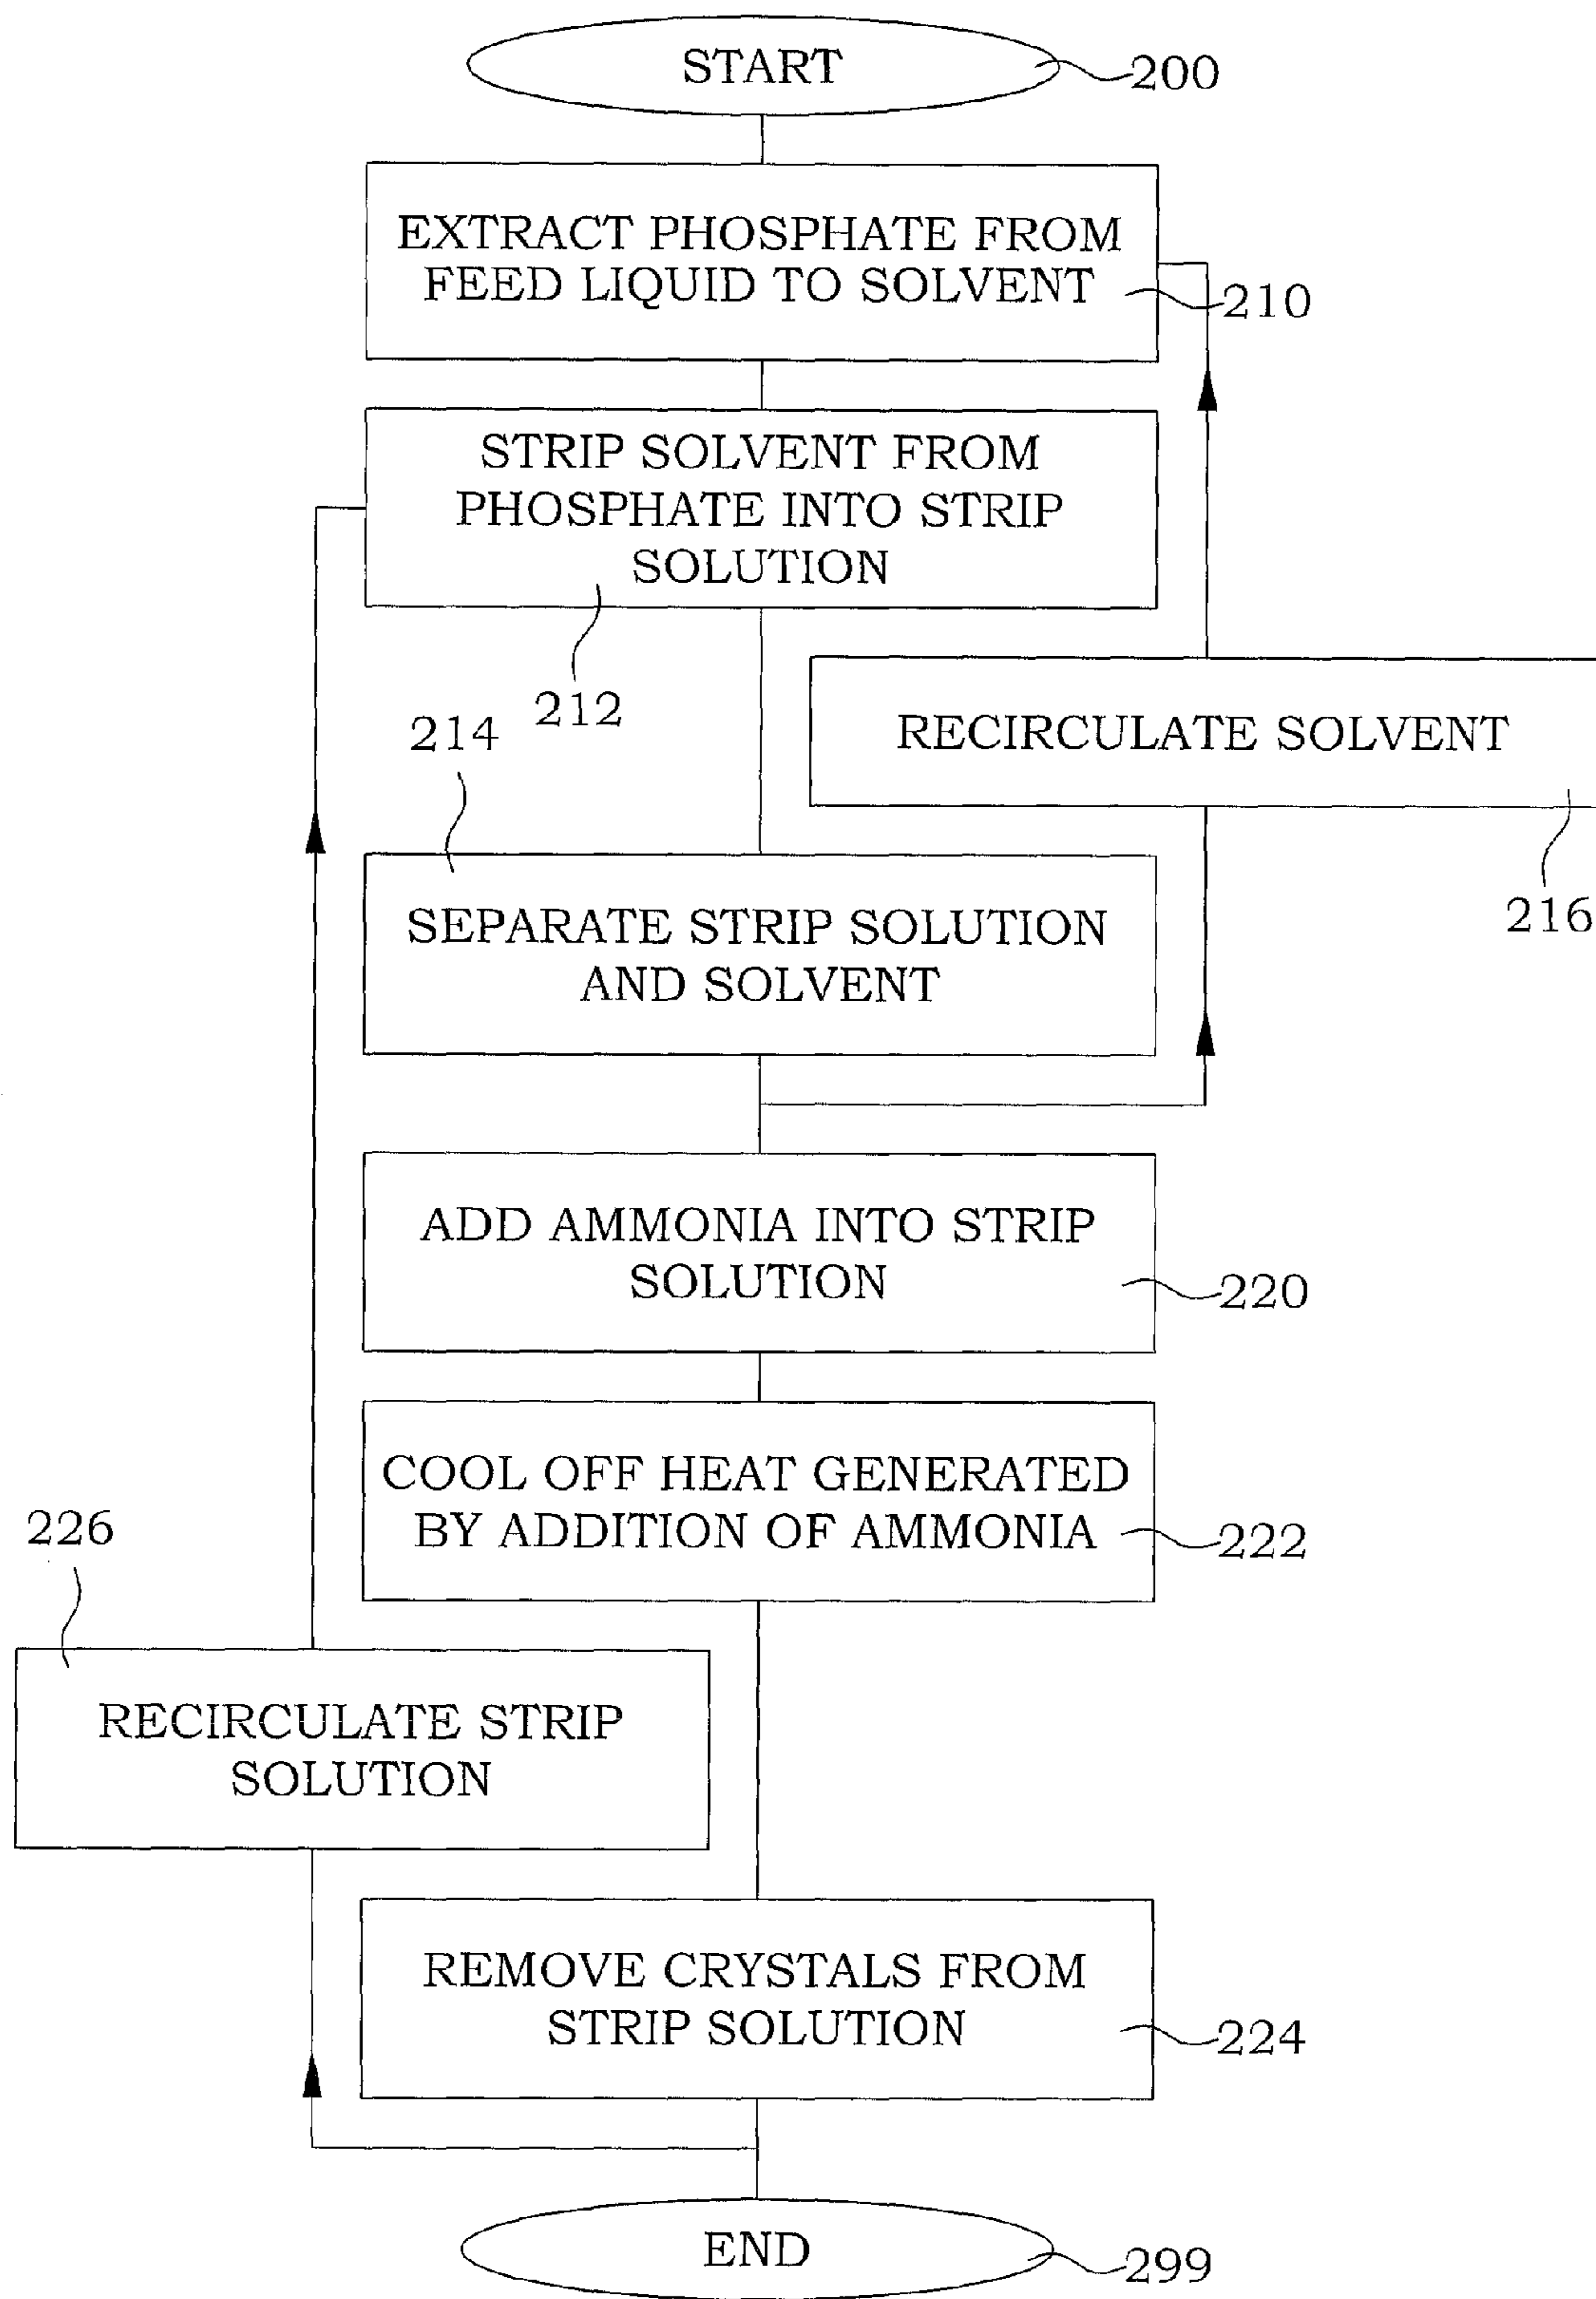 START
200
EXTRACT PHOSPHATE FROM
FEED LIQUID TO SOLVENT
210
STRIP SOLVENT FROM
PHOSPHATE INTO STRIP
SOLUTION
212
214
RECIRCULATE SOLVENT
216
SEPARATE STRIP SOLUTION
AND SOLVENT
ADD AMMONIA INTO STRIP
SOLUTION
220
COOL OFF HEAT GENERATED
BY ADDITION OF AMMONIA
222
226
RECIRCULATE STRIP
SOLUTION
REMOVE CRYSTALS FROM
STRIP SOLUTION
224
END
299